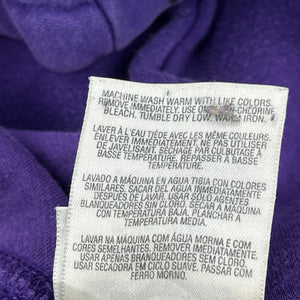 MACHINE WASH WARM WITH LIKE COLORS.
REMOVE IMMEDIATELY. USE ONLY NON-CHLORINE
BLEACH. TUMBLE DRY LOW. WARM IRON.
LAVER À L'EAU TIÈDE AVEC LES MÊME COULEURS.
ENLEVER IMMÉDIATEMENT. NE PAS UTILISER
DE JAVELISANT. SÉCHAGE PAR CULBUTAGE À
BASSE TEMPÉRATURE. REPASSER À BASSE
TEMPÉRATURE.
LAVADO A MÁQUINA EN AGUA TIBIA CON COLORES
SIMILARES. SACAR DEL AGUA INMEDIATAMENTE
DESPUÉS DE LAVAR. USAR SÓLO AGENTES
BLANQUEADORES SIN CLORO. SECAR EN MÁQUINA
CON TEMPERATURA BAJA. PLANCHAR A
MEDIA TEMPERATURA.
LAVAR NA MÁQUINA COM ÁGUA MORNA E COM
CORES SEMELHANTES. REMOVER IMEDIATAMENTE.
USAR APENAS BRANQUEADORES SEM CLORO.
USAR SECADORA EM CICLO SUAVE. PASSAR COM
FERRO MORNO.